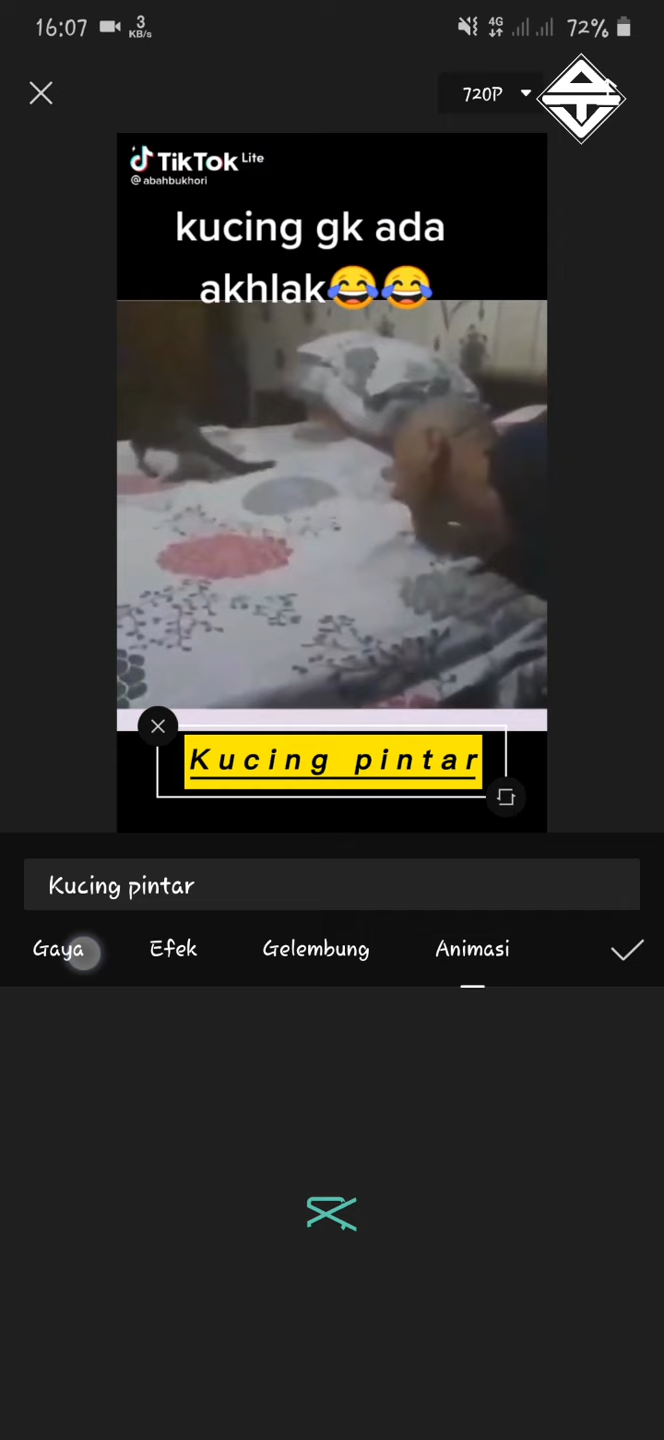 16:07
3
KB/s
4G
72%
720P
TikTok Lite
@abahbukhori
kucing gk ada
akhlak😂😂
Kucing pintar
Kucing pintar
Gaya
Efek
Gelembung
Animasi